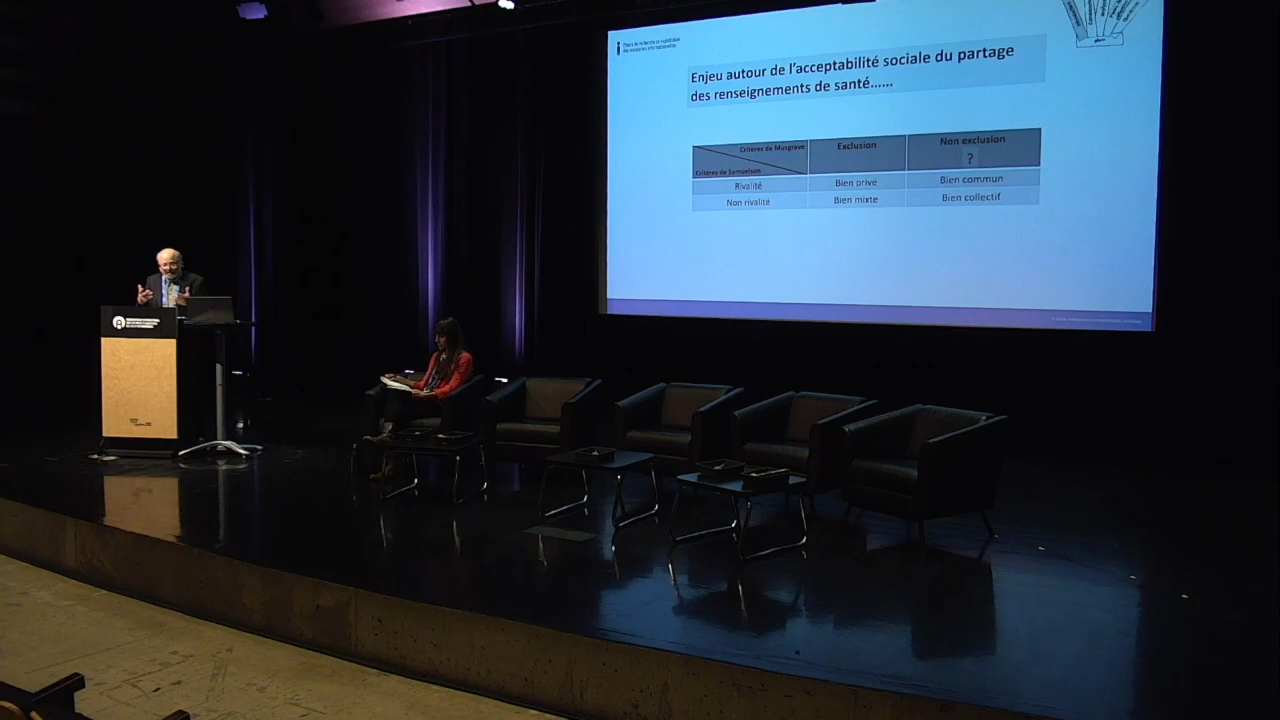 Enjeu autour de l'acceptabilité sociale du partage
des renseignements de santé......
Critères de Musgrave
Critères de Samuelson
Exclusion
Non exclusion
?
Rivalité
Bien privé
Bien commun
Non rivalité
Bien mixte
Bien collectif